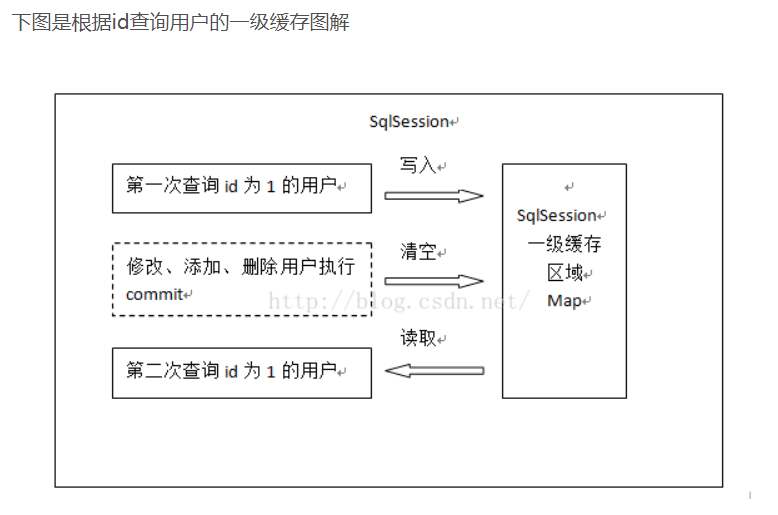 下图是根据id查询用户的一级缓存图解
SqlSession
第一次查询 id 为 1 的用户
写入
修改、添加、删除用户执行
commit
清空
第二次查询 id 为 1 的用户
读取
SqlSession
一级缓存
区域
Map
http://blog.csdn.net/